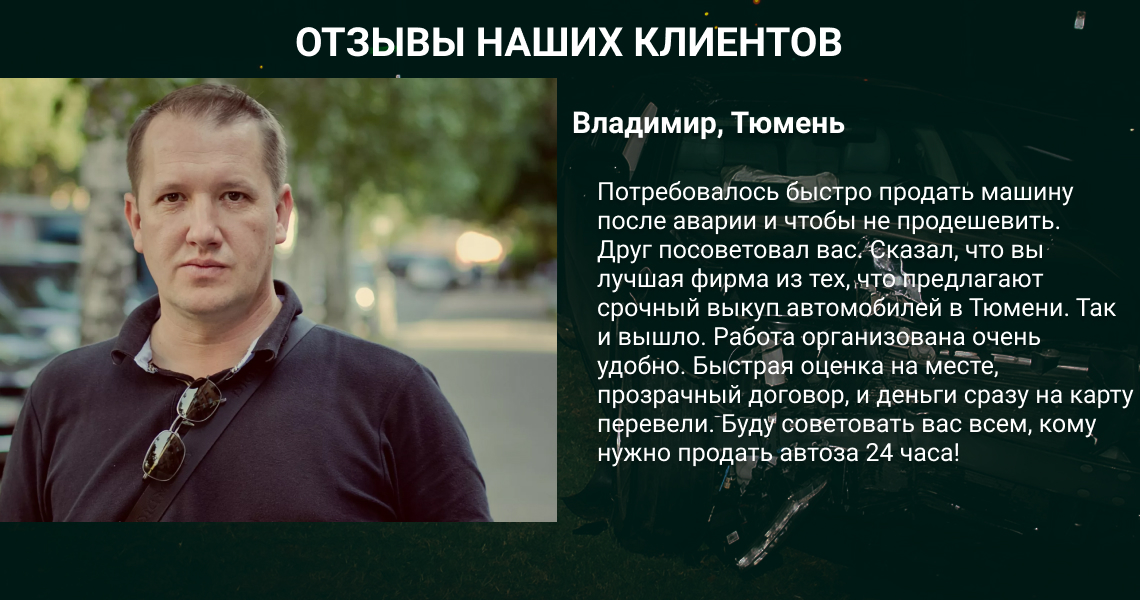 ОТЗЫВЫ НАШИХ КЛИЕНТОВ
Владимир, Тюмень
Потребовалось быстро продать машину
после аварии и чтобы не продешевить.
Друг посоветовал вас. Сказал, что вы
лучшая фирма из тех, что предлагают
срочный выкуп автомобилей в Тюмени. Так
и вышло. Работа организована очень
удобно. Быстрая оценка на месте,
прозрачный договор, и деньги сразу на карту
перевели. Буду советовать вас всем, кому
нужно продать автоза 24 часа!